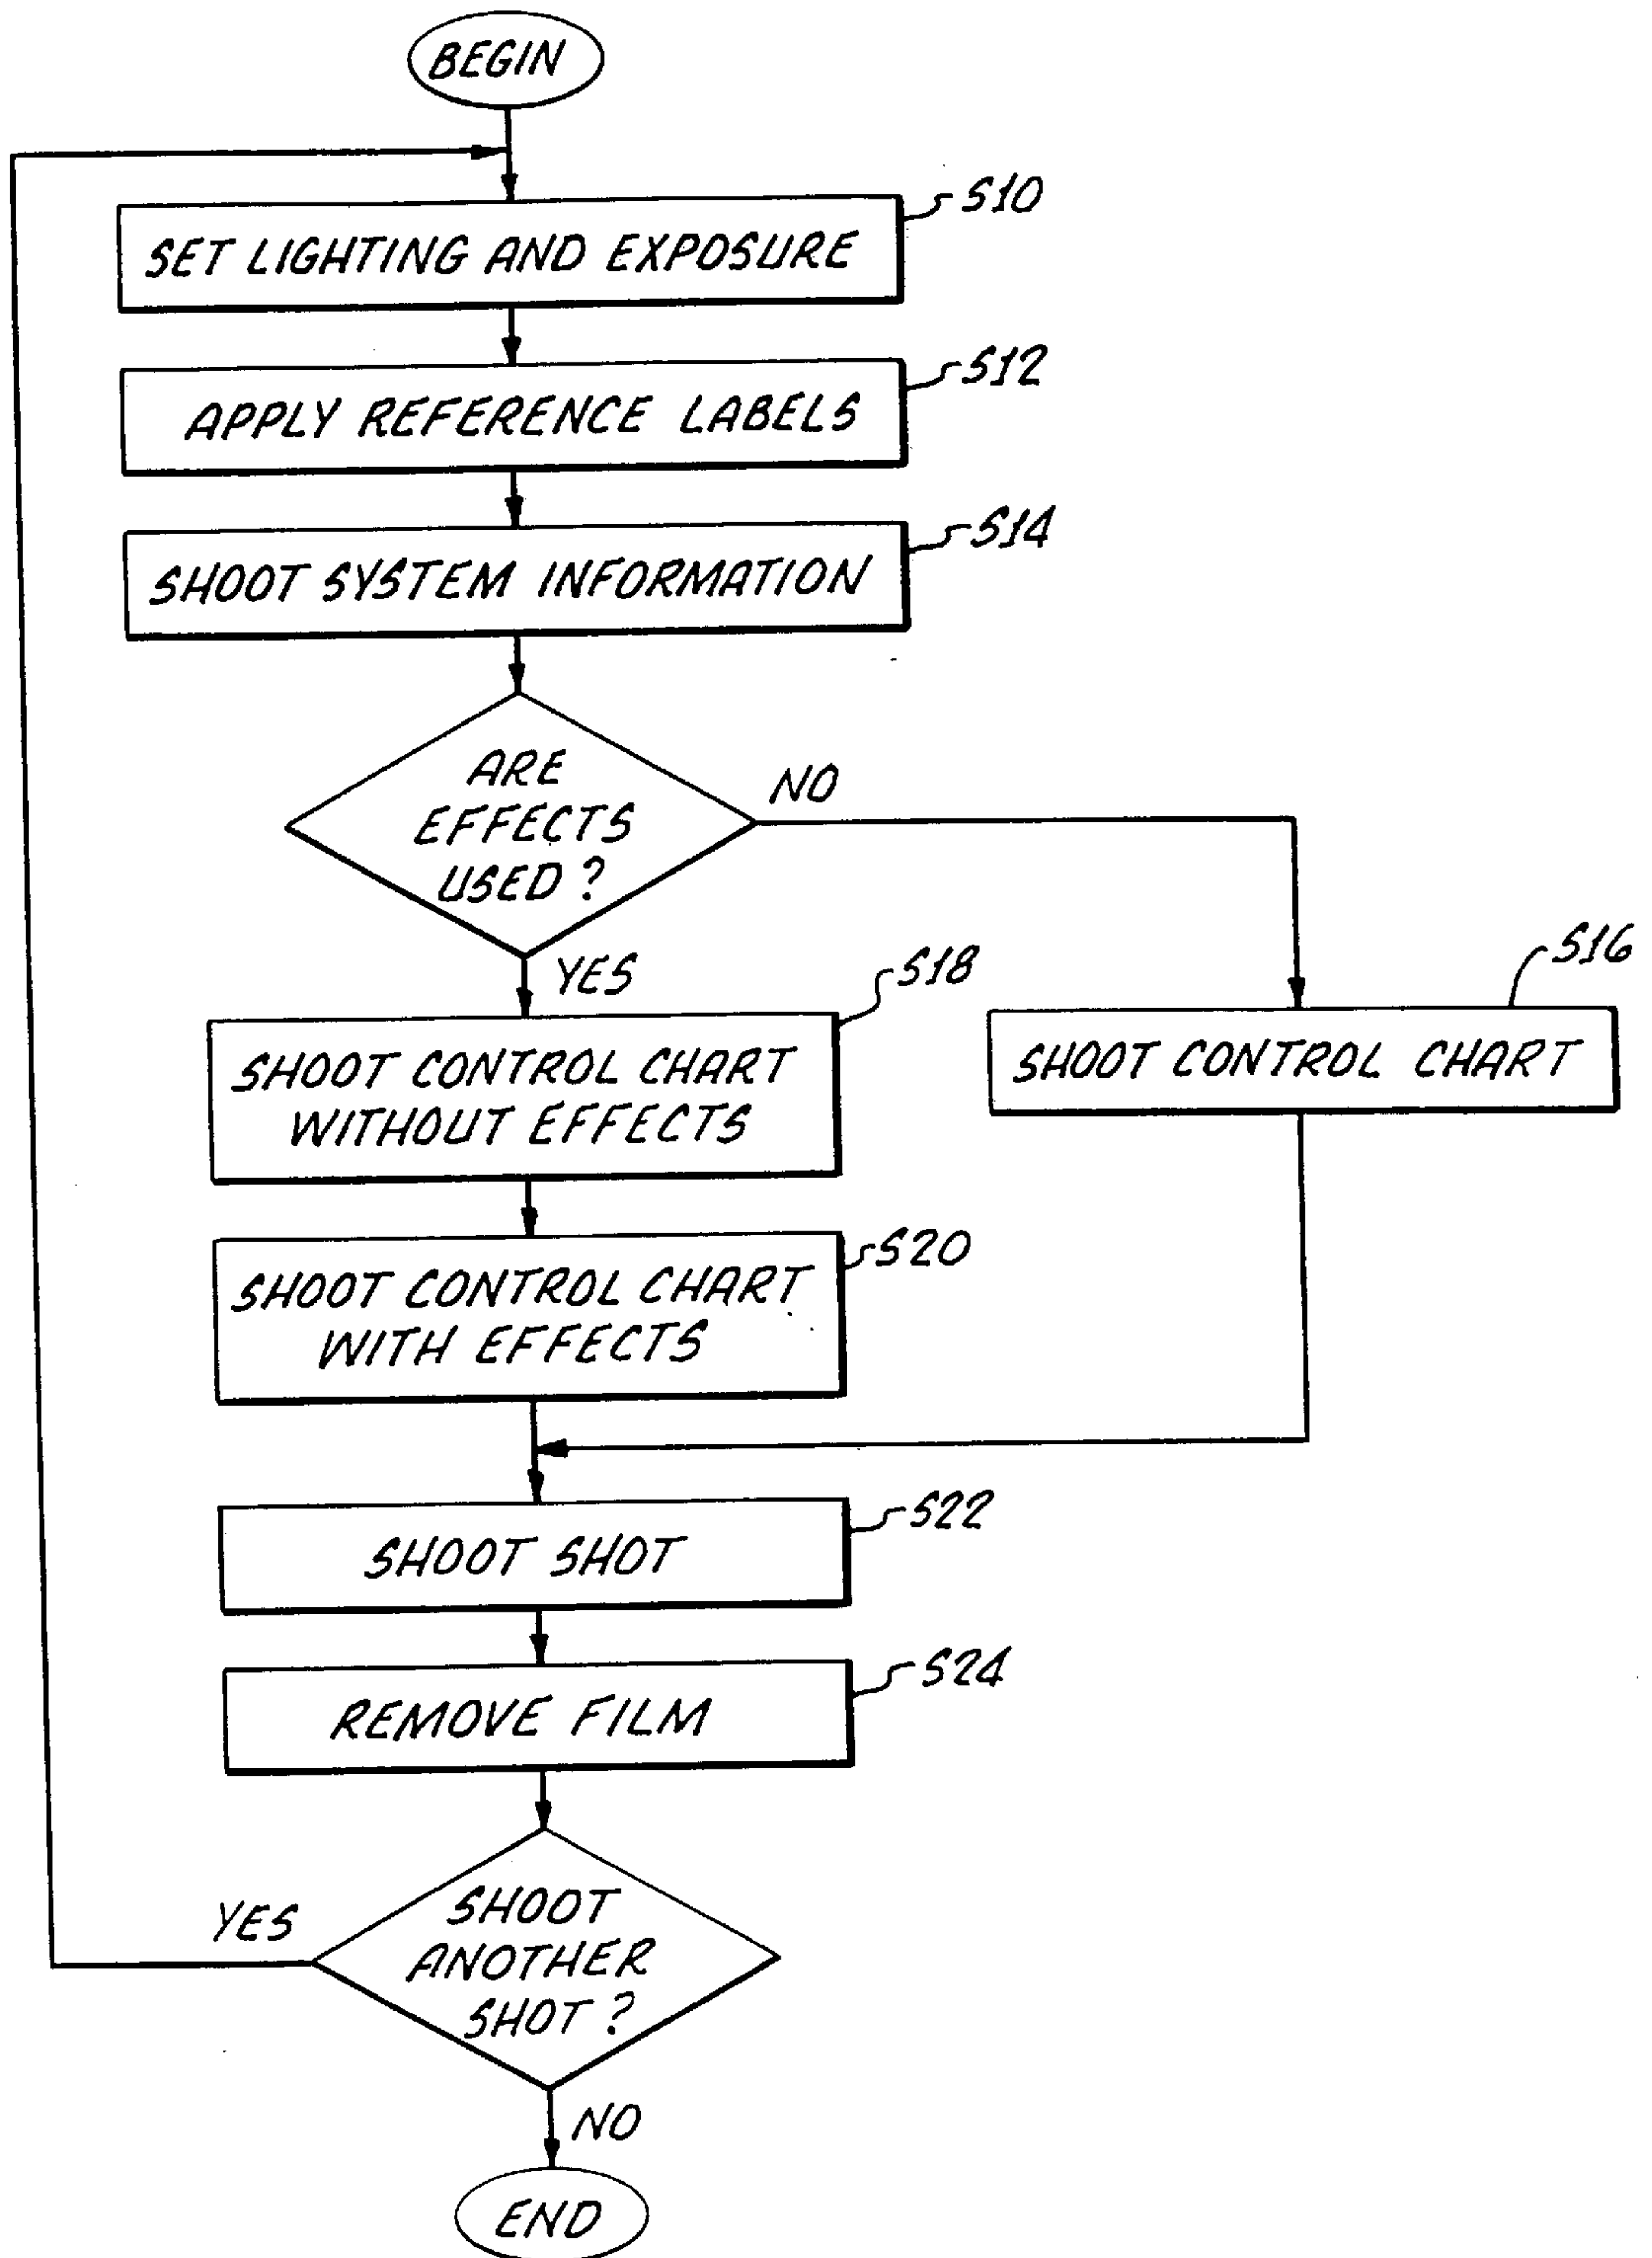 BEGIN
S10
SET LIGHTING AND EXPOSURE
S12
APPLY REFERENCE LABELS
S14
SHOOT SYSTEM INFORMATION
ARE
EFFECTS
USED?
NO
YES
S18
SHOOT CONTROL CHART
WITHOUT EFFECTS
S16
SHOOT CONTROL CHART
S20
SHOOT CONTROL CHART
WITH EFFECTS
S22
SHOOT SHOT
S24
REMOVE FILM
SHOOT
ANOTHER
SHOT?
YES
NO
END